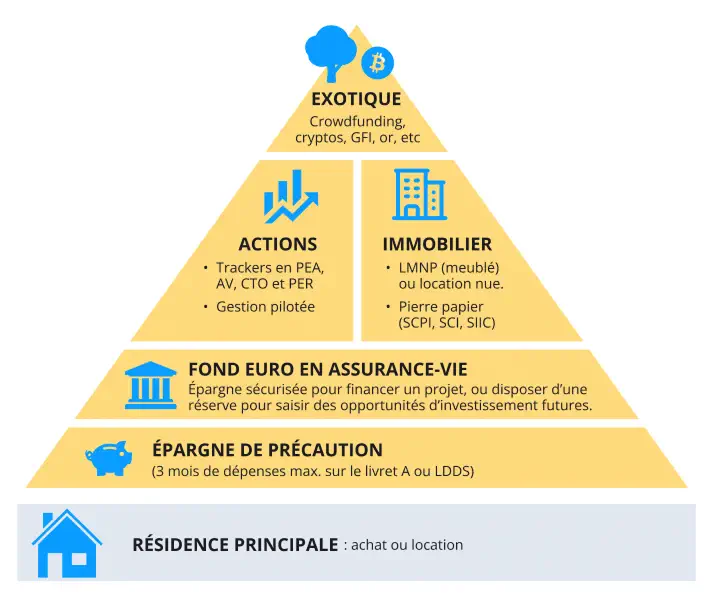 EXOTIQUE
Crowdfunding,
cryptos, GFI, or, etc
ACTIONS
• Trackers en PEA,
AV, CTO et PER
• Gestion pilotée
IMMOBILIER
• LMNP (meublé)
ou location nue.
• Pierre papier
(SCPI, SCI, SIIC)
FOND EURO EN ASSURANCE-VIE
Épargne sécurisée pour financer un projet, ou disposer d’une
réserve pour saisir des opportunités d’investissement futures.
ÉPARGNE DE PRÉCAUTION
(3 mois de dépenses max. sur le livret A ou LDDS)
RÉSIDENCE PRINCIPALE : achat ou location